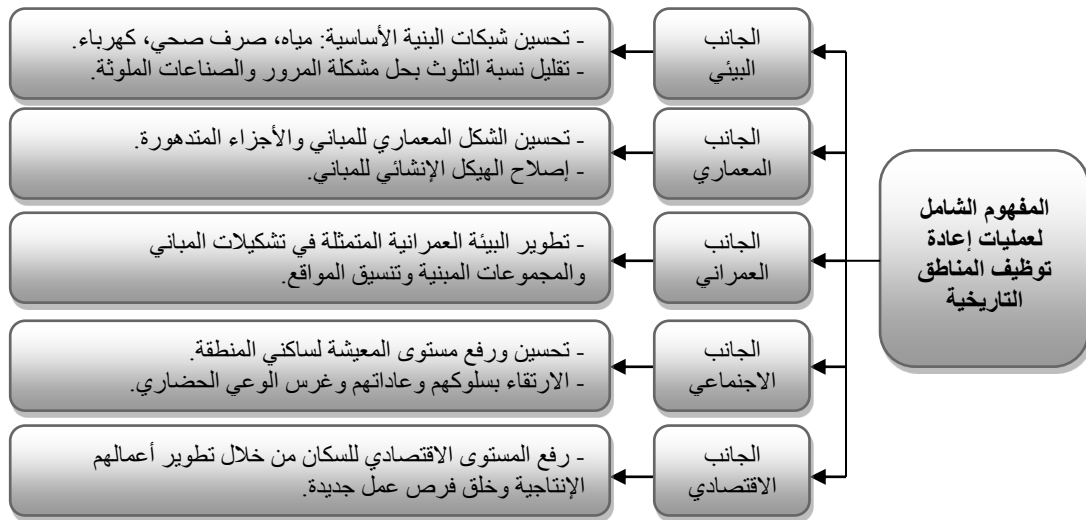 المفهوم الشامل
لعمليات إعادة
توظيف المناطق
التاريخية
الجانب
البيئي
- تحسين شبكات البنية الأساسية: مياه، صرف صحي، كهرباء.
- تقليل نسبة التلوث بحل مشكلة المرور والصناعات الملوثة.
الجانب
المعماري
- تحسين الشكل المعماري للمباني والأجزاء المتدهورة.
- إصلاح الهيكل الإنشائي للمباني.
الجانب
العمراني
- تطوير البيئة العمرانية المتمثلة في تشكيلات المباني
والمجموعات المبنية وتنسيق المواقع.
الجانب
الاجتماعي
- تحسين ورفع مستوى المعيشة لساكني المنطقة.
- الارتقاء بسلوكهم وعاداتهم وغرس الوعي الحضاري.
الجانب
الاقتصادي
- رفع المستوى الاقتصادي للسكان من خلال تطوير أعمالهم
الإنتاجية وخلق فرص عمل جديدة.